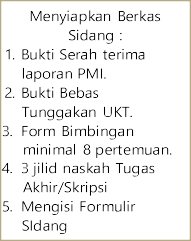 Menyiapkan Berkas
Sidang :
1. Bukti Serah terima
laporan PMI.
2. Bukti Bebas
Tunggakan UKT.
3. Form Bimbingan
minimal 8 pertemuan.
4. 3 jilid naskah Tugas
Akhir/Skripsi
5. Mengisi Formulir
SIdang